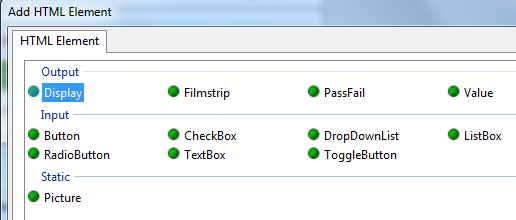 Add HTML Element
HTML Element
Output
Display Filmstrip PassFail Value
Input
Button CheckBox DropDownList ListBox
RadioButton TextBox ToggleButton
Static
Picture